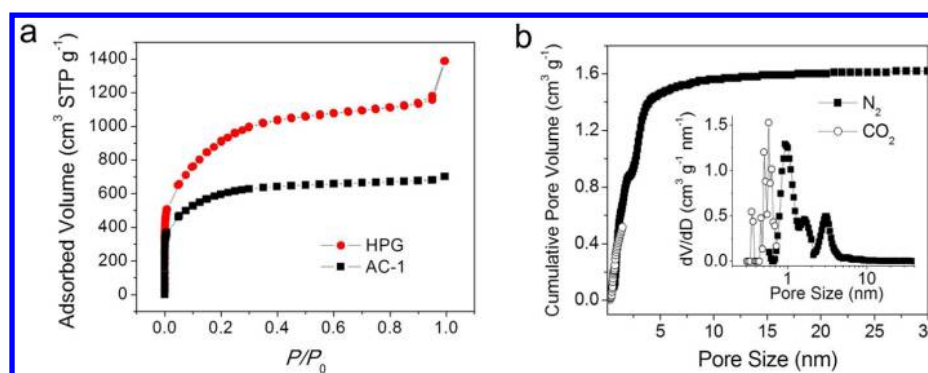 a
Adsorbed Volume (cm³ STP g⁻¹)
1400
1200
1000
800
600
400
200
0
HPG
AC-1
0.0 0.2 0.4 0.6 0.8 1.0
P/P₀
b
Cumulative Pore Volume (cm³ g⁻¹)
1.6
1.2
0.8
0.4
0.0
N₂
CO₂
dV/dD (cm³ g⁻¹ nm⁻¹)
1.5
1.0
0.5
0.0
1 10
Pore Size (nm)
5 10 15 20 25 30
Pore Size (nm)